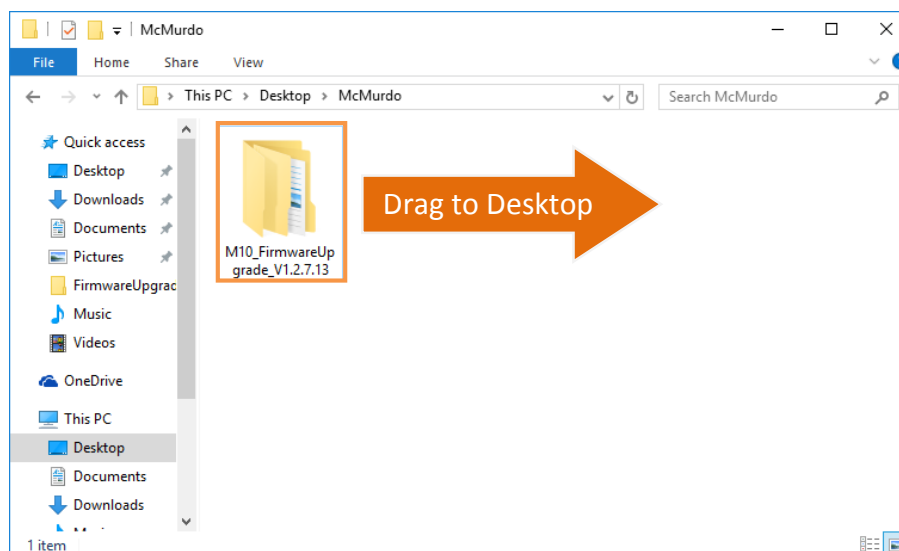 McMurdo
File Home Share View
This PC > Desktop > McMurdo
Search McMurdo
Quick access
Desktop
Downloads
Documents
Pictures
FirmwareUpgrac
Music
Videos
OneDrive
This PC
Desktop
Documents
Downloads
M10_FirmwareUp
grade_V1.2.7.13
Drag to Desktop
1 item